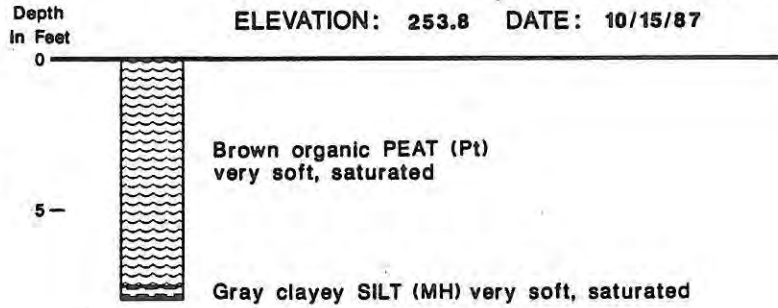 Depth
in Feet
ELEVATION: 253.8 DATE: 10/15/87
0
Brown organic PEAT (Pt)
very soft, saturated
5
Gray clayey SILT (MH) very soft, saturated